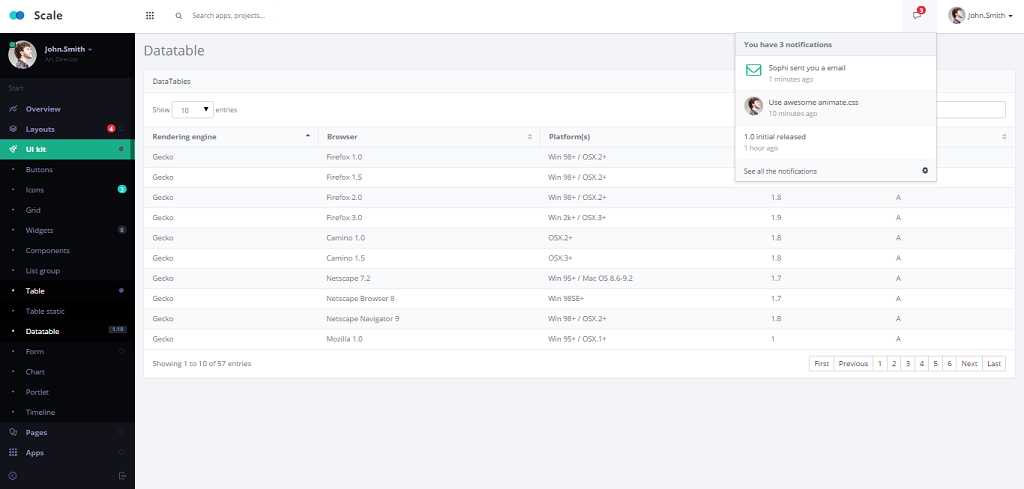 Scale
Search apps, projects...
3
John.Smith
John.Smith
Art Director
Start
Overview
Layouts 4
UI kit
Buttons
Icons 3
Grid
Widgets 8
Components
List group
Table
Table static
Datatable 1.10
Form
Chart
Portlet
Timeline
Pages
Apps
Datatable
DataTables
Show 10 entries
Rendering engine Browser Platform(s)
Gecko Firefox 1.0 Win 98+ / OSX.2+
Gecko Firefox 1.5 Win 98+ / OSX.2+
Gecko Firefox 2.0 Win 98+ / OSX.2+ 1.8 A
Gecko Firefox 3.0 Win 2k+ / OSX.3+ 1.9 A
Gecko Camino 1.0 OSX.2+ 1.8 A
Gecko Camino 1.5 OSX.3+ 1.8 A
Gecko Netscape 7.2 Win 95+ / Mac OS 8.6-9.2 1.7 A
Gecko Netscape Browser 8 Win 98SE+ 1.7 A
Gecko Netscape Navigator 9 Win 98+ / OSX.2+ 1.8 A
Gecko Mozilla 1.0 Win 95+ / OSX.1+ 1 A
Showing 1 to 10 of 57 entries
First Previous 1 2 3 4 5 6 Next Last
You have 3 notifications
Sophi sent you a email
1 minutes ago
Use awesome animate.css
10 minutes ago
1.0 initial released
1 hour ago
See all the notifications